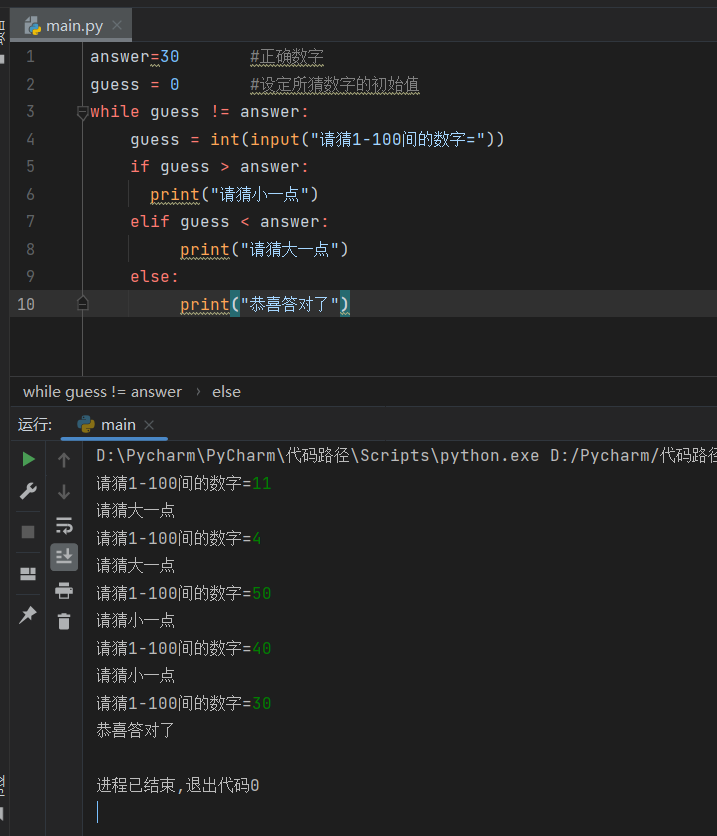 main.py
1 answer=30 #正确数字
2 guess = 0 #设定所猜数字的初始值
3 while guess != answer:
4 guess = int(input("请猜1-100间的数字="))
5 if guess > answer:
6 print("请猜小一点")
7 elif guess < answer:
8 print("请猜大一点")
9 else:
10 print("恭喜答对了")
while guess != answer › else
运行: main
D:\Pycharm\PyCharm\代码路径\Scripts\python.exe D:/Pycharm/代码路径
请猜1-100间的数字=11
请猜大一点
请猜1-100间的数字=4
请猜大一点
请猜1-100间的数字=50
请猜小一点
请猜1-100间的数字=40
请猜小一点
请猜1-100间的数字=30
恭喜答对了
进程已结束,退出代码0